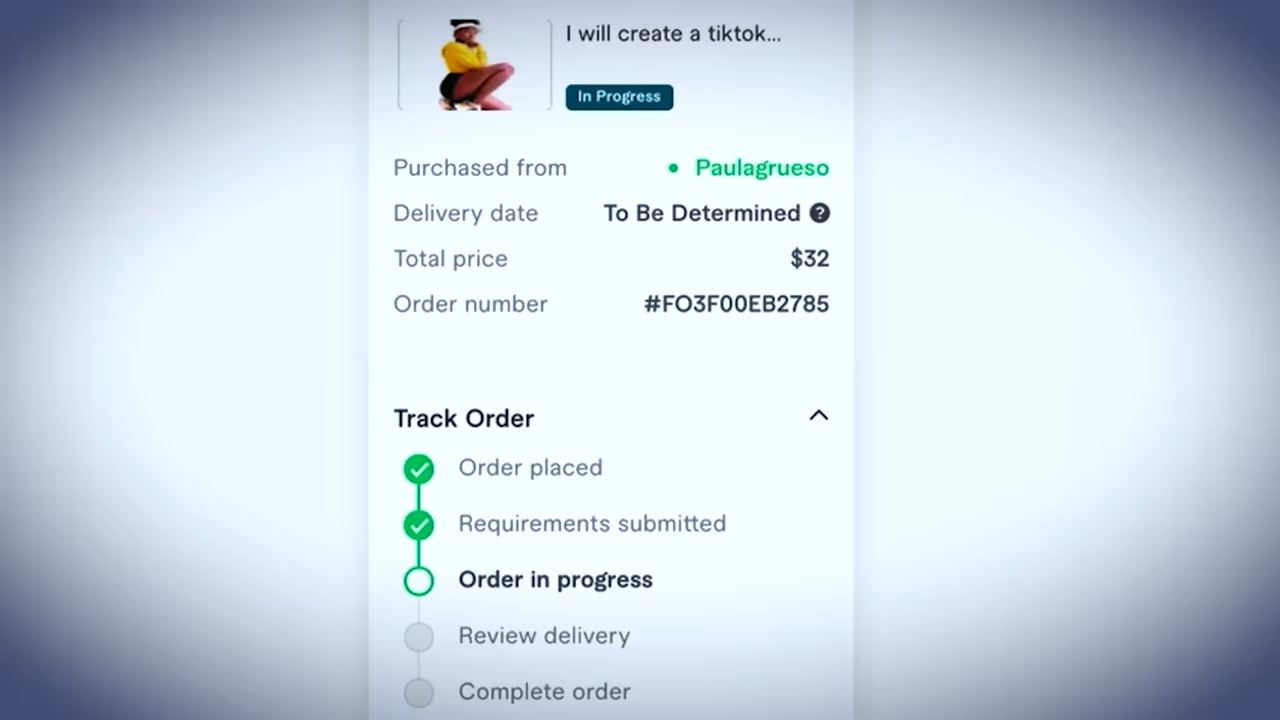 I will create a tiktok...
In Progress
Purchased from Paulagrueso
Delivery date To Be Determined ?
Total price $32
Order number #FO3F00EB2785
Track Order
Order placed
Requirements submitted
Order in progress
Review delivery
Complete order